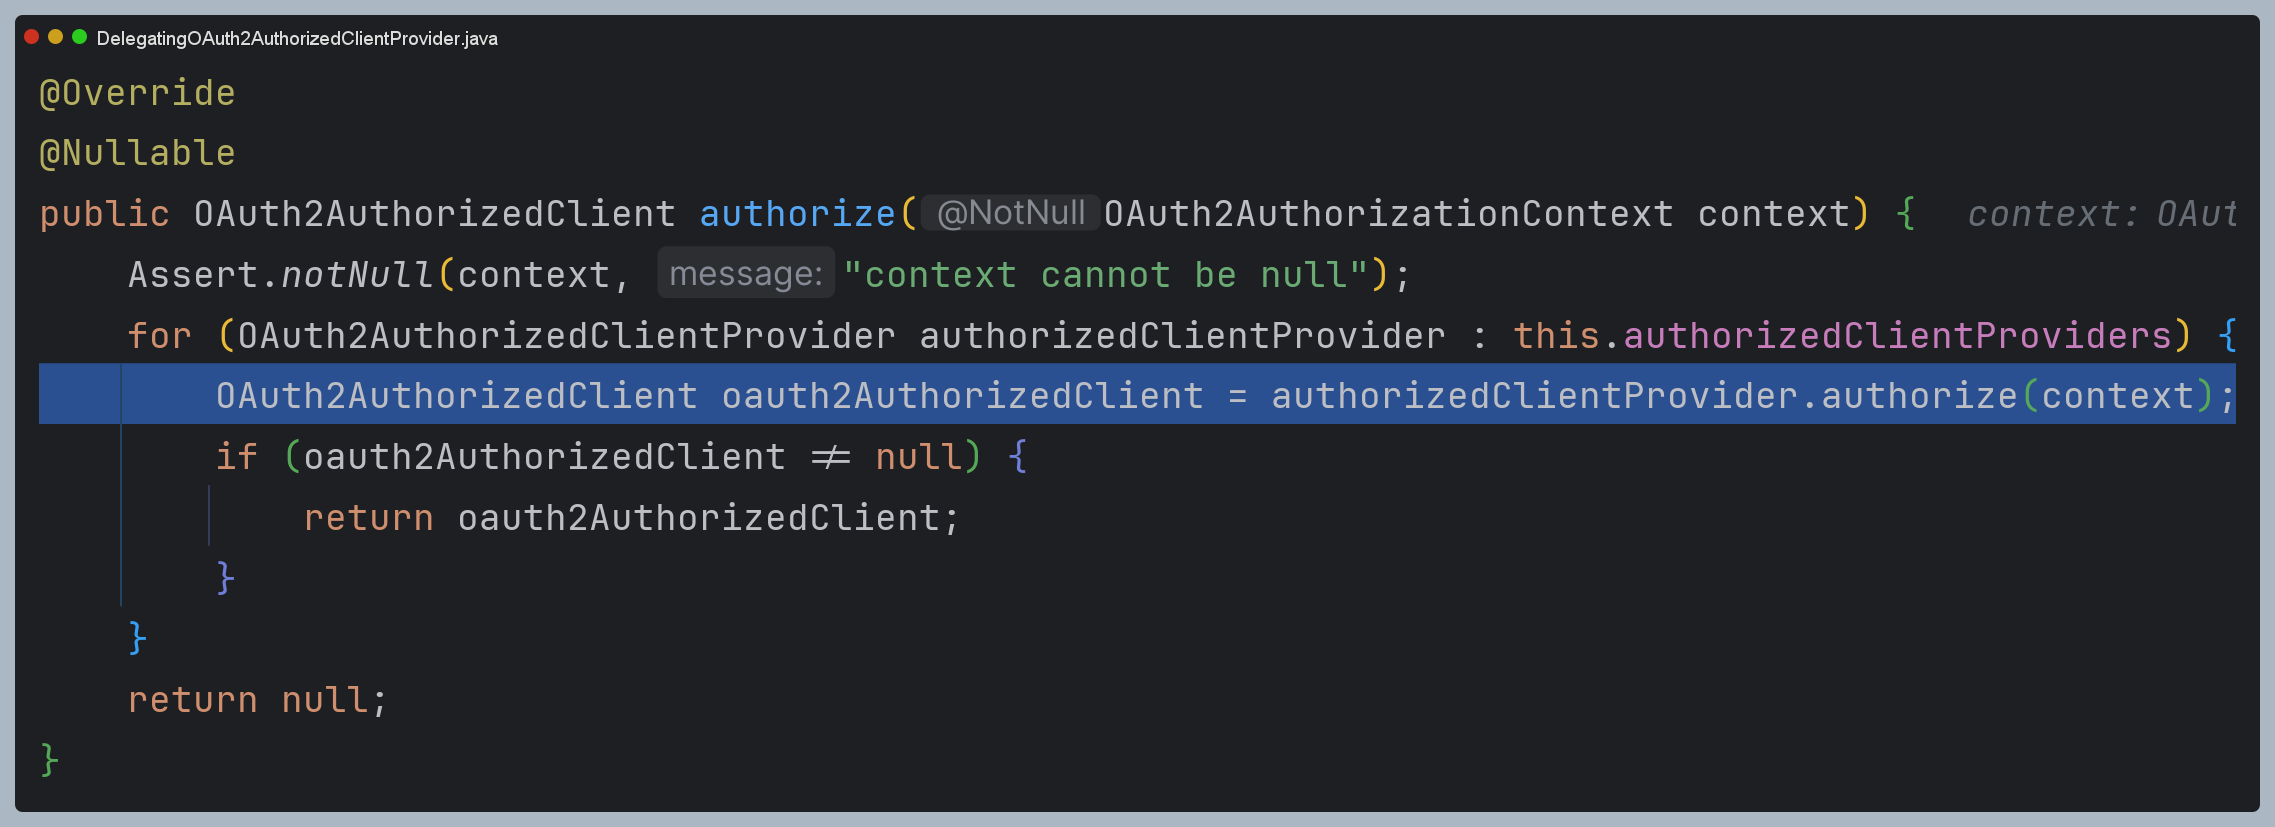 DelegatingOAuth2AuthorizedClientProvider.java
@Override
@Nullable
public OAuth2AuthorizedClient authorize( @NotNull OAuth2AuthorizationContext context) {  context: OAut
    Assert.notNull(context, message: "context cannot be null");
    for (OAuth2AuthorizedClientProvider authorizedClientProvider : this.authorizedClientProviders) {
        OAuth2AuthorizedClient oauth2AuthorizedClient = authorizedClientProvider.authorize(context);
        if (oauth2AuthorizedClient != null) {
            return oauth2AuthorizedClient;
        }
    }
    return null;
}